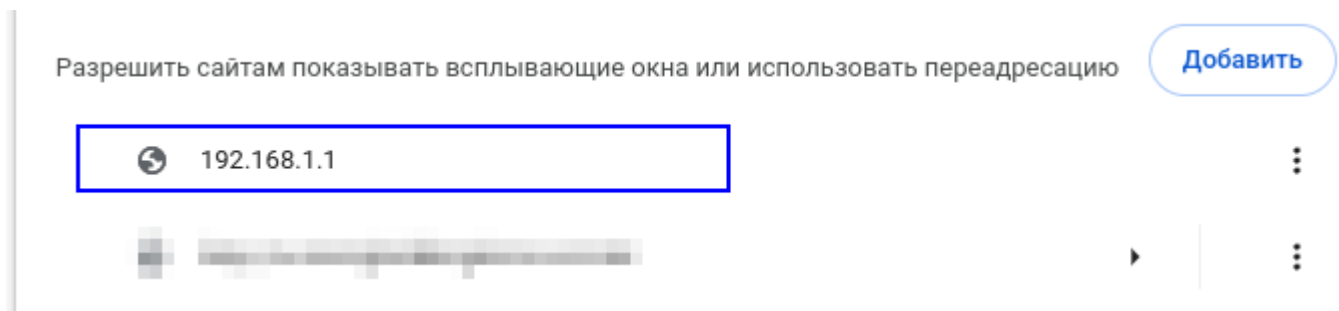 Разрешить сайтам показывать всплывающие окна или использовать переадресацию
Добавить
192.168.1.1